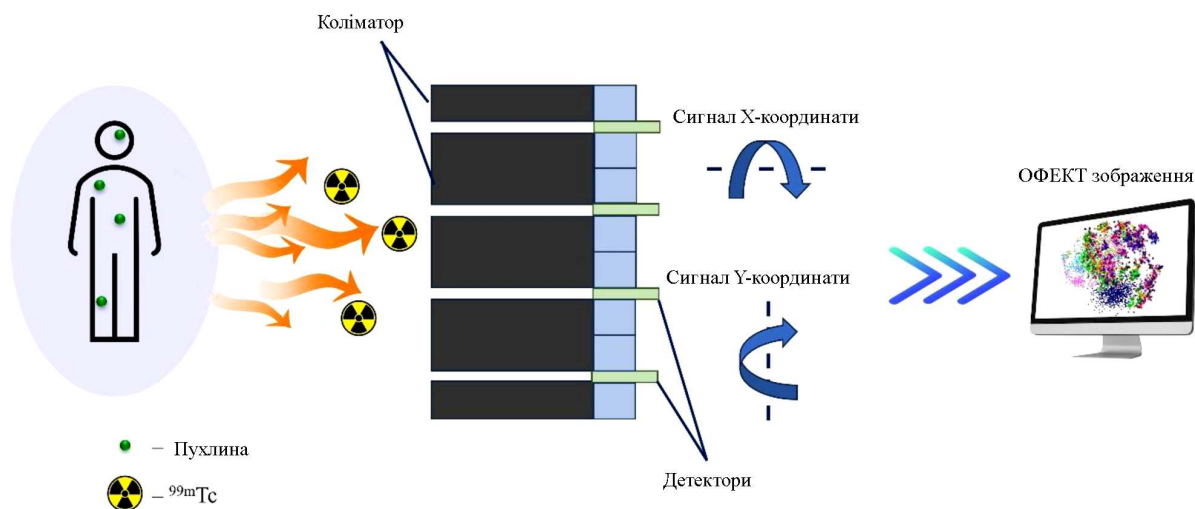 Коліматор
Сигнал X-координати
ОФЕКТ зображення
Сигнал Y-координати
Детектори
– Пухлина
– ⁹⁹ᵐTc